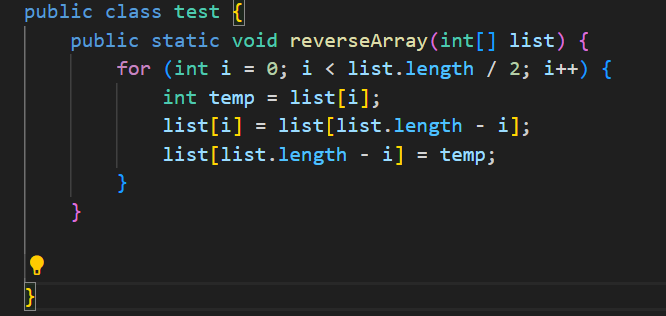 public class test {
    public static void reverseArray(int[] list) {
        for (int i = 0; i < list.length / 2; i++) {
            int temp = list[i];
            list[i] = list[list.length - i];
            list[list.length - i] = temp;
        }
    }
}